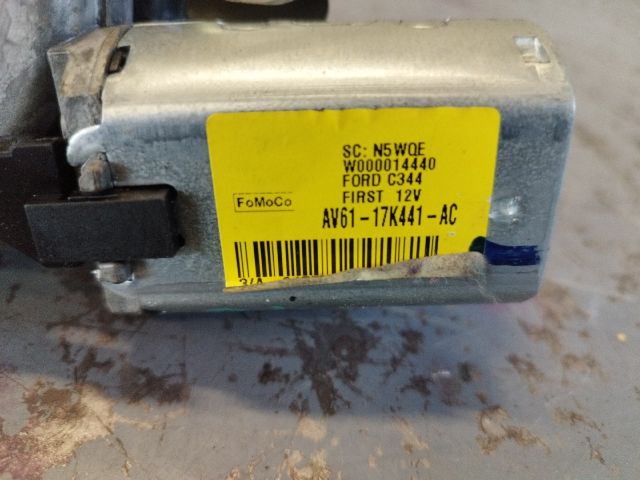 SC: N5WQE
W000014440
FORD C344
FIRST 12V
FoMoCo
AV61-17K441-AC